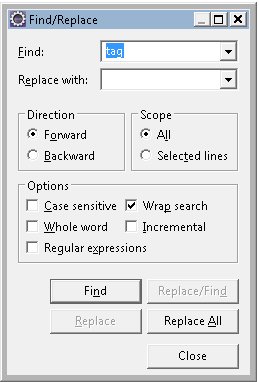 Find/Replace
Find: tag
Replace with:
Direction Scope
Forward All
Backward Selected lines
Options
Case sensitive Wrap search
Whole word Incremental
Regular expressions
Find Replace/Find
Replace Replace All
Close